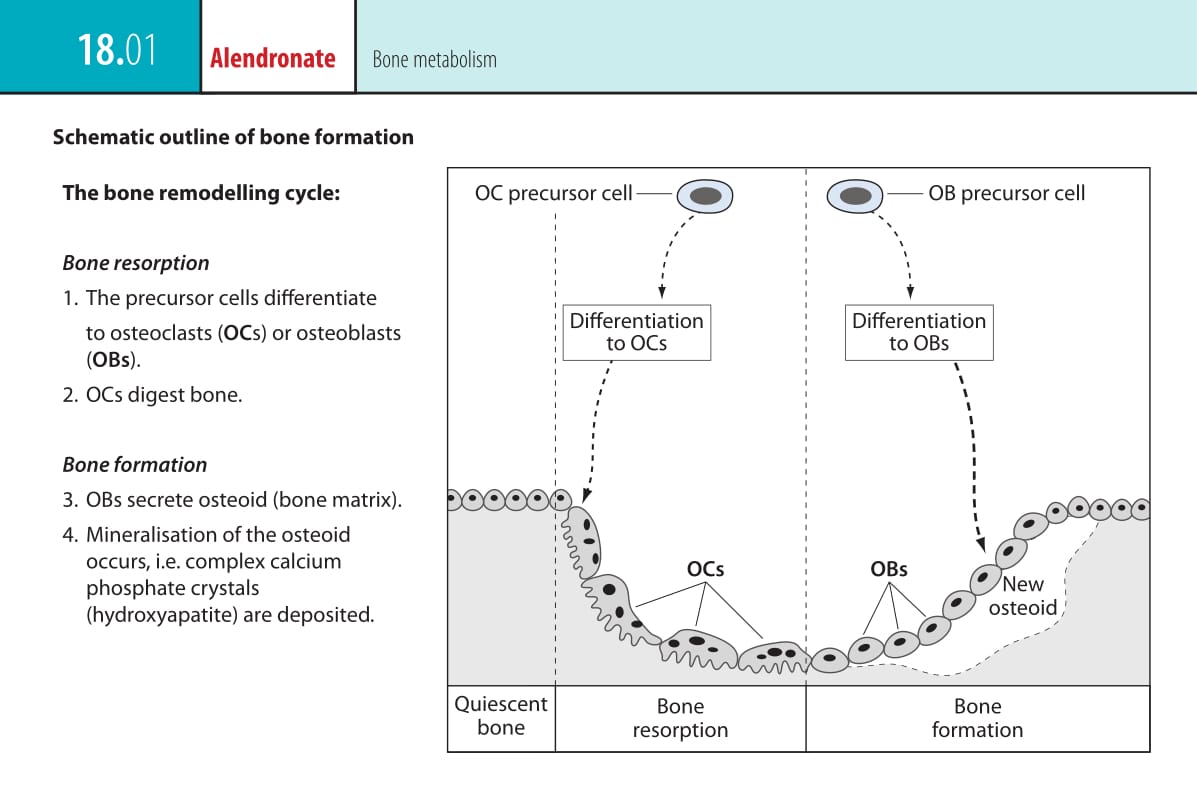 18.01
Alendronate
Bone metabolism
Schematic outline of bone formation
The bone remodelling cycle:
Bone resorption
1. The precursor cells differentiate
to osteoclasts (OCs) or osteoblasts
(OBs).
2. OCs digest bone.
Bone formation
3. OBs secrete osteoid (bone matrix).
4. Mineralisation of the osteoid
occurs, i.e. complex calcium
phosphate crystals
(hydroxyapatite) are deposited.
OC precursor cell
OB precursor cell
Differentiation
to OCs
Differentiation
to OBs
OCs
OBs
New
osteoid
Quiescent
bone
Bone
resorption
Bone
formation